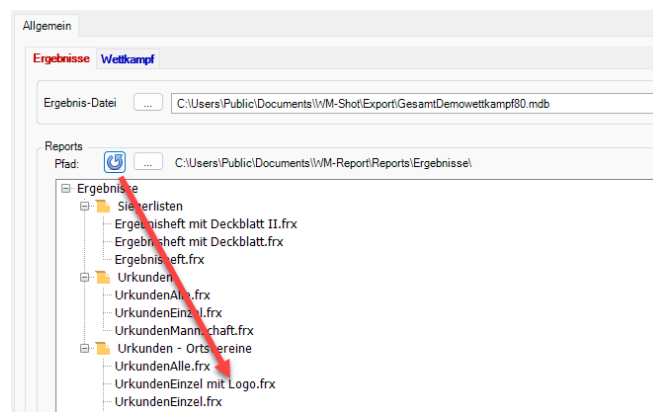 Allgemein
Ergebnisse Wettkampf
Ergebnis-Datei ... C:\Users\Public\Documents\WM-Shot\Export\GesamtDemowettkampf80.mdb
Reports
Pfad: ... C:\Users\Public\Documents\WM-Report\Reports\Ergebnisse\
Ergebnisse
Siegerlisten
Ergebnisheft mit Deckblatt II.frx
Ergebnisheft mit Deckblatt.frx
Ergebnisheft.frx
Urkunden
UrkundenAlle.frx
UrkundenEinzel.frx
UrkundenMannschaft.frx
Urkunden - Ortsvereine
UrkundenAlle.frx
UrkundenEinzel mit Logo.frx
UrkundenEinzel.frx